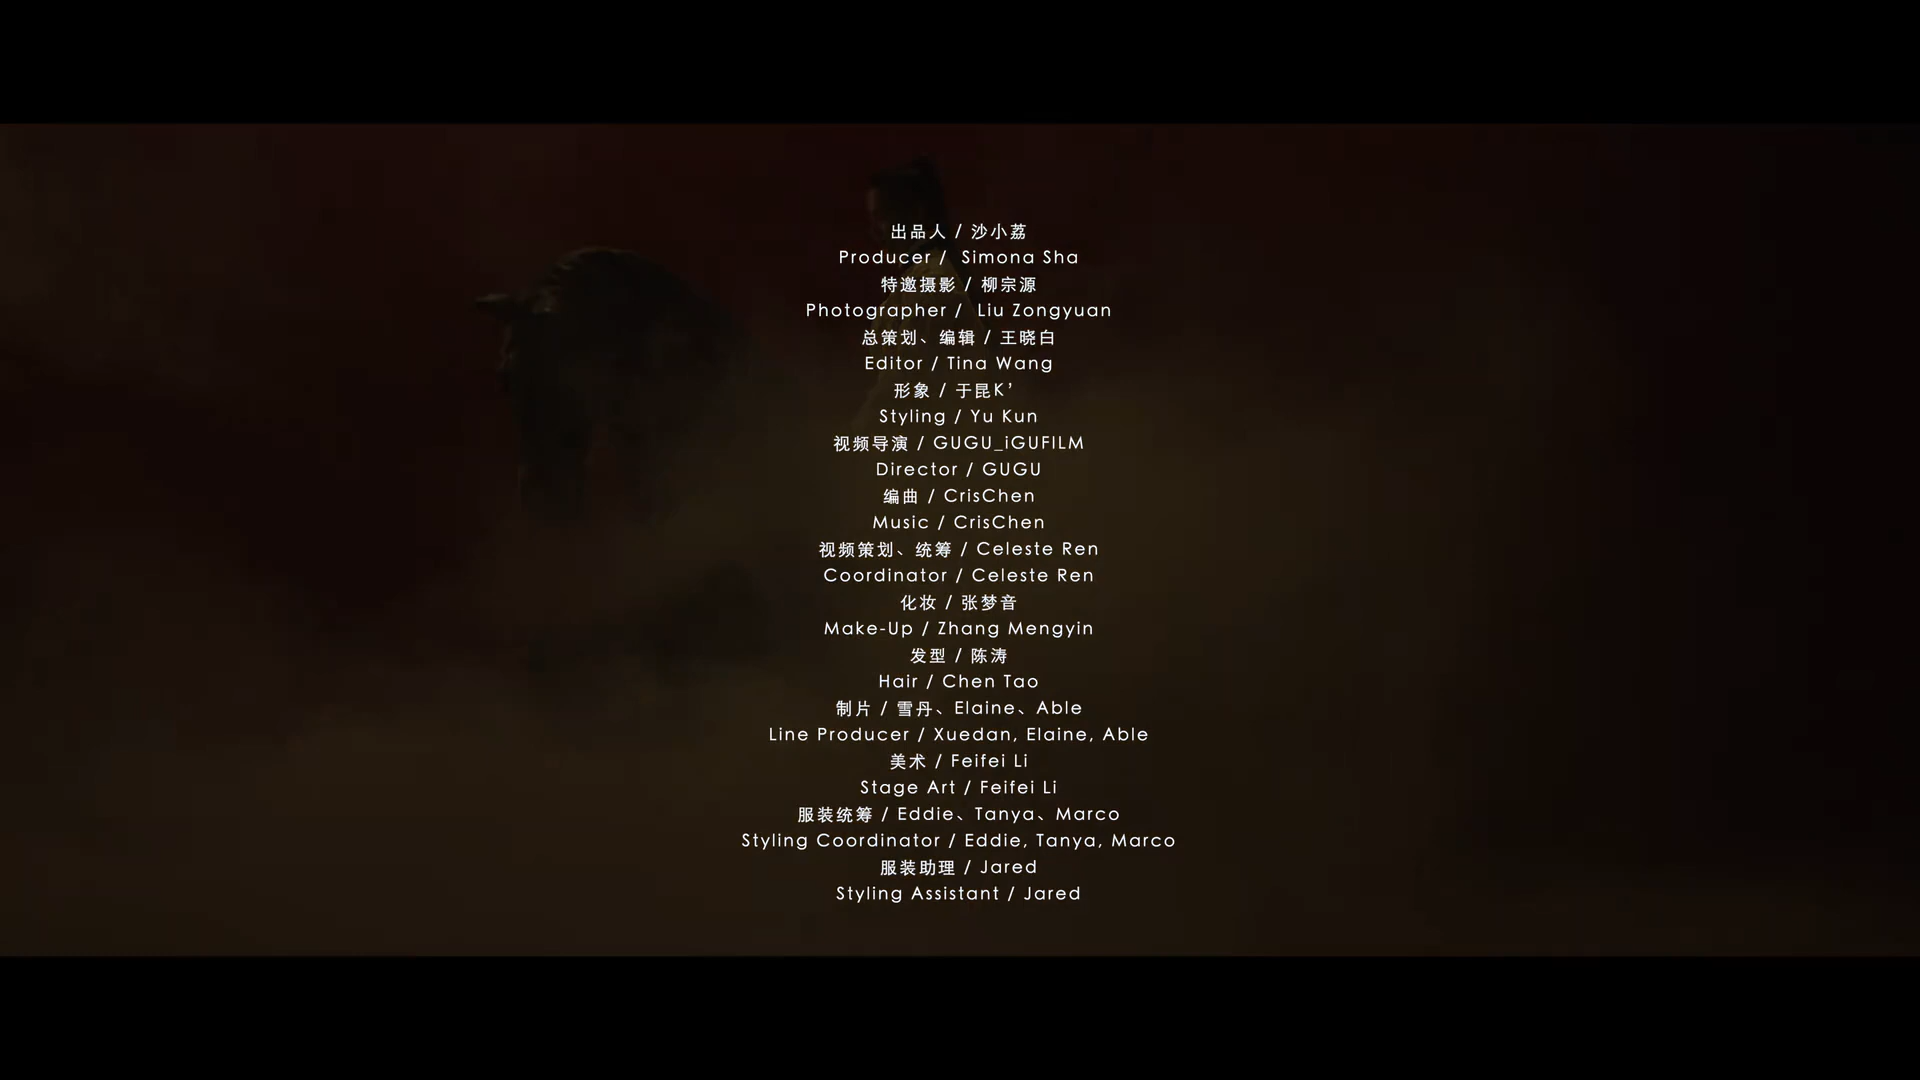 出品人 / 沙小荔
Producer / Simona Sha
特邀摄影 / 柳宗源
Photographer / Liu Zongyuan
总策划、编辑 / 王晓白
Editor / Tina Wang
形象 / 于昆K’
Styling / Yu Kun
视频导演 / GUGU_iGUFILM
Director / GUGU
编曲 / CrisChen
Music / CrisChen
视频策划、统筹 / Celeste Ren
Coordinator / Celeste Ren
化妆 / 张梦音
Make-Up / Zhang Mengyin
发型 / 陈涛
Hair / Chen Tao
制片 / 雪丹、Elaine、Able
Line Producer / Xuedan, Elaine, Able
美术 / Feifei Li
Stage Art / Feifei Li
服装统筹 / Eddie、Tanya、Marco
Styling Coordinator / Eddie, Tanya, Marco
服装助理 / Jared
Styling Assistant / Jared